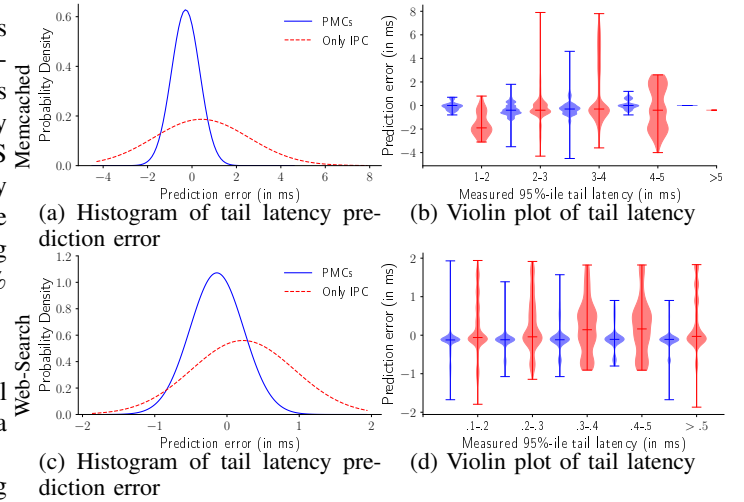 Memcached
Probability Density
0.6
0.4
0.2
0.0
PMCs
Only IPC
−4 −2 0 2 4 6 8
Prediction error (in ms)
(a) Histogram of tail latency pre-
diction error
Prediction error (in ms)
8
6
4
2
0
−2
−4
1-2 2-3 3-4 4-5 >5
Measured 95%-ile tail latency (in ms)
(b) Violin plot of tail latency
Web-Search
Probability Density
1.2
1.0
0.8
0.6
0.4
0.2
0.0
PMCs
Only IPC
−2 −1 0 1 2
Prediction error (in ms)
(c) Histogram of tail latency pre-
diction error
Prediction error (in ms)
2
1
0
−1
−2
.1-.2 .2-.3 .3-.4 .4-.5 > .5
Measured 95%-ile tail latency (in ms)
(d) Violin plot of tail latency